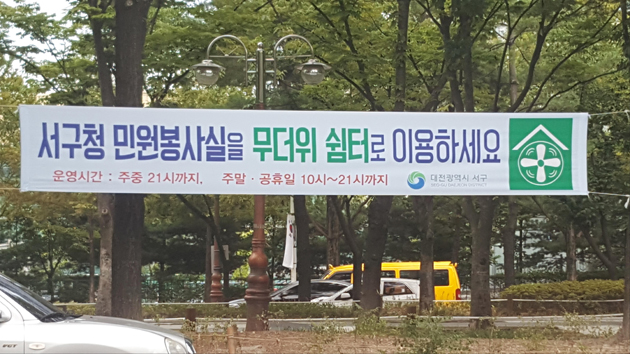 서구청 민원봉사실을 무더위 쉼터로 이용하세요
운영시간 : 주중 21시까지, 주말·공휴일 10시~21시까지
대전광역시 서구